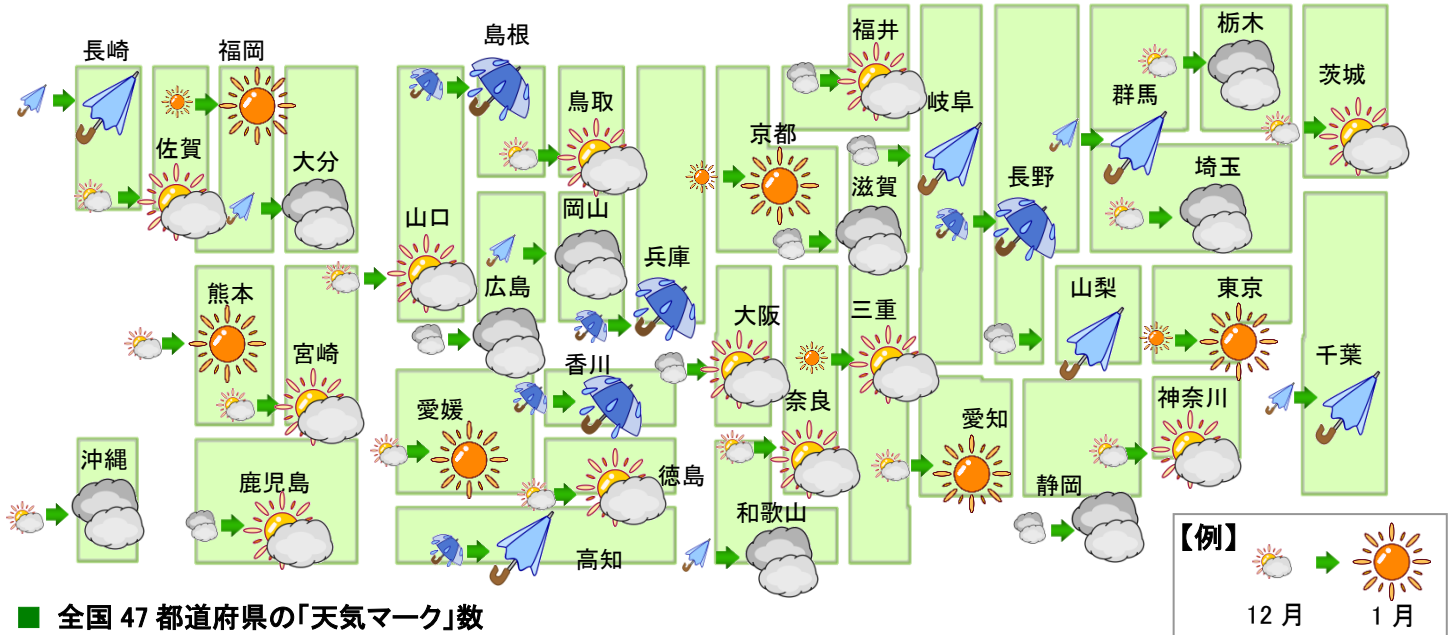 島根
福井
栃木
長崎
福岡
鳥取
岐阜
群馬
茨城
佐賀
大分
京都
滋賀
長野
埼玉
山口
岡山
兵庫
熊本
広島
大阪
三重
山梨
東京
宮崎
香川
千葉
愛媛
奈良
愛知
神奈川
沖縄
鹿児島
徳島
静岡
和歌山
高知
【例】
12 月
1 月
■ 全国 47 都道府県の「天気マーク」数